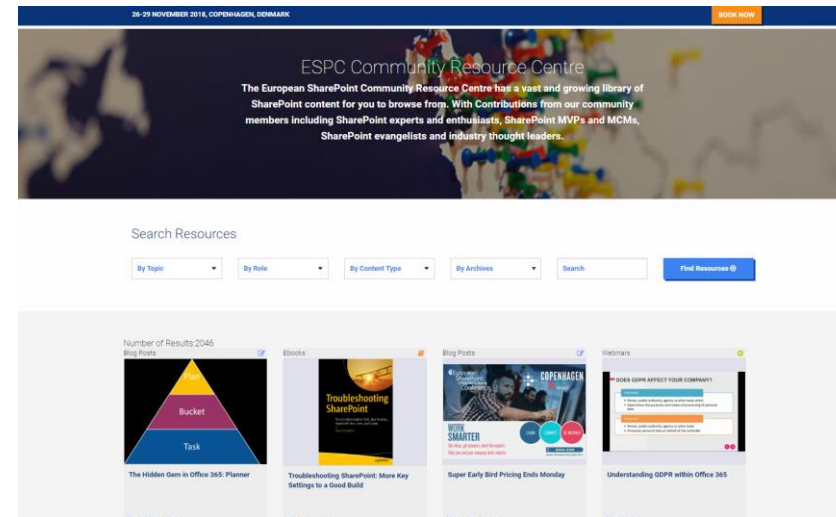 26-29 NOVEMBER 2018, COPENHAGEN, DENMARK
BOOK NOW
ESPC Community Resource Centre
The European SharePoint Community Resource Centre has a vast and growing library of
SharePoint content for you to browse from. With Contributions from our community
members including SharePoint experts and enthusiasts, SharePoint MVPs and MCMs,
SharePoint evangelists and industry thought leaders.
Search Resources
By Topic
By Role
By Content Type
By Archives
Search
Find Resources
Number of Results:2046
Blog Posts
Ebooks
Blog Posts
Webinars
Plan
Bucket
Task
Troubleshooting
SharePoint
European
SharePoint
Conference
COPENHAGEN
WORK
SMARTER
DOES GDPR AFFECT YOUR COMPANY?
The Hidden Gem in Office 365: Planner
Troubleshooting SharePoint: More Key
Settings to a Good Build
Super Early Bird Pricing Ends Monday
Understanding GDPR within Office 365